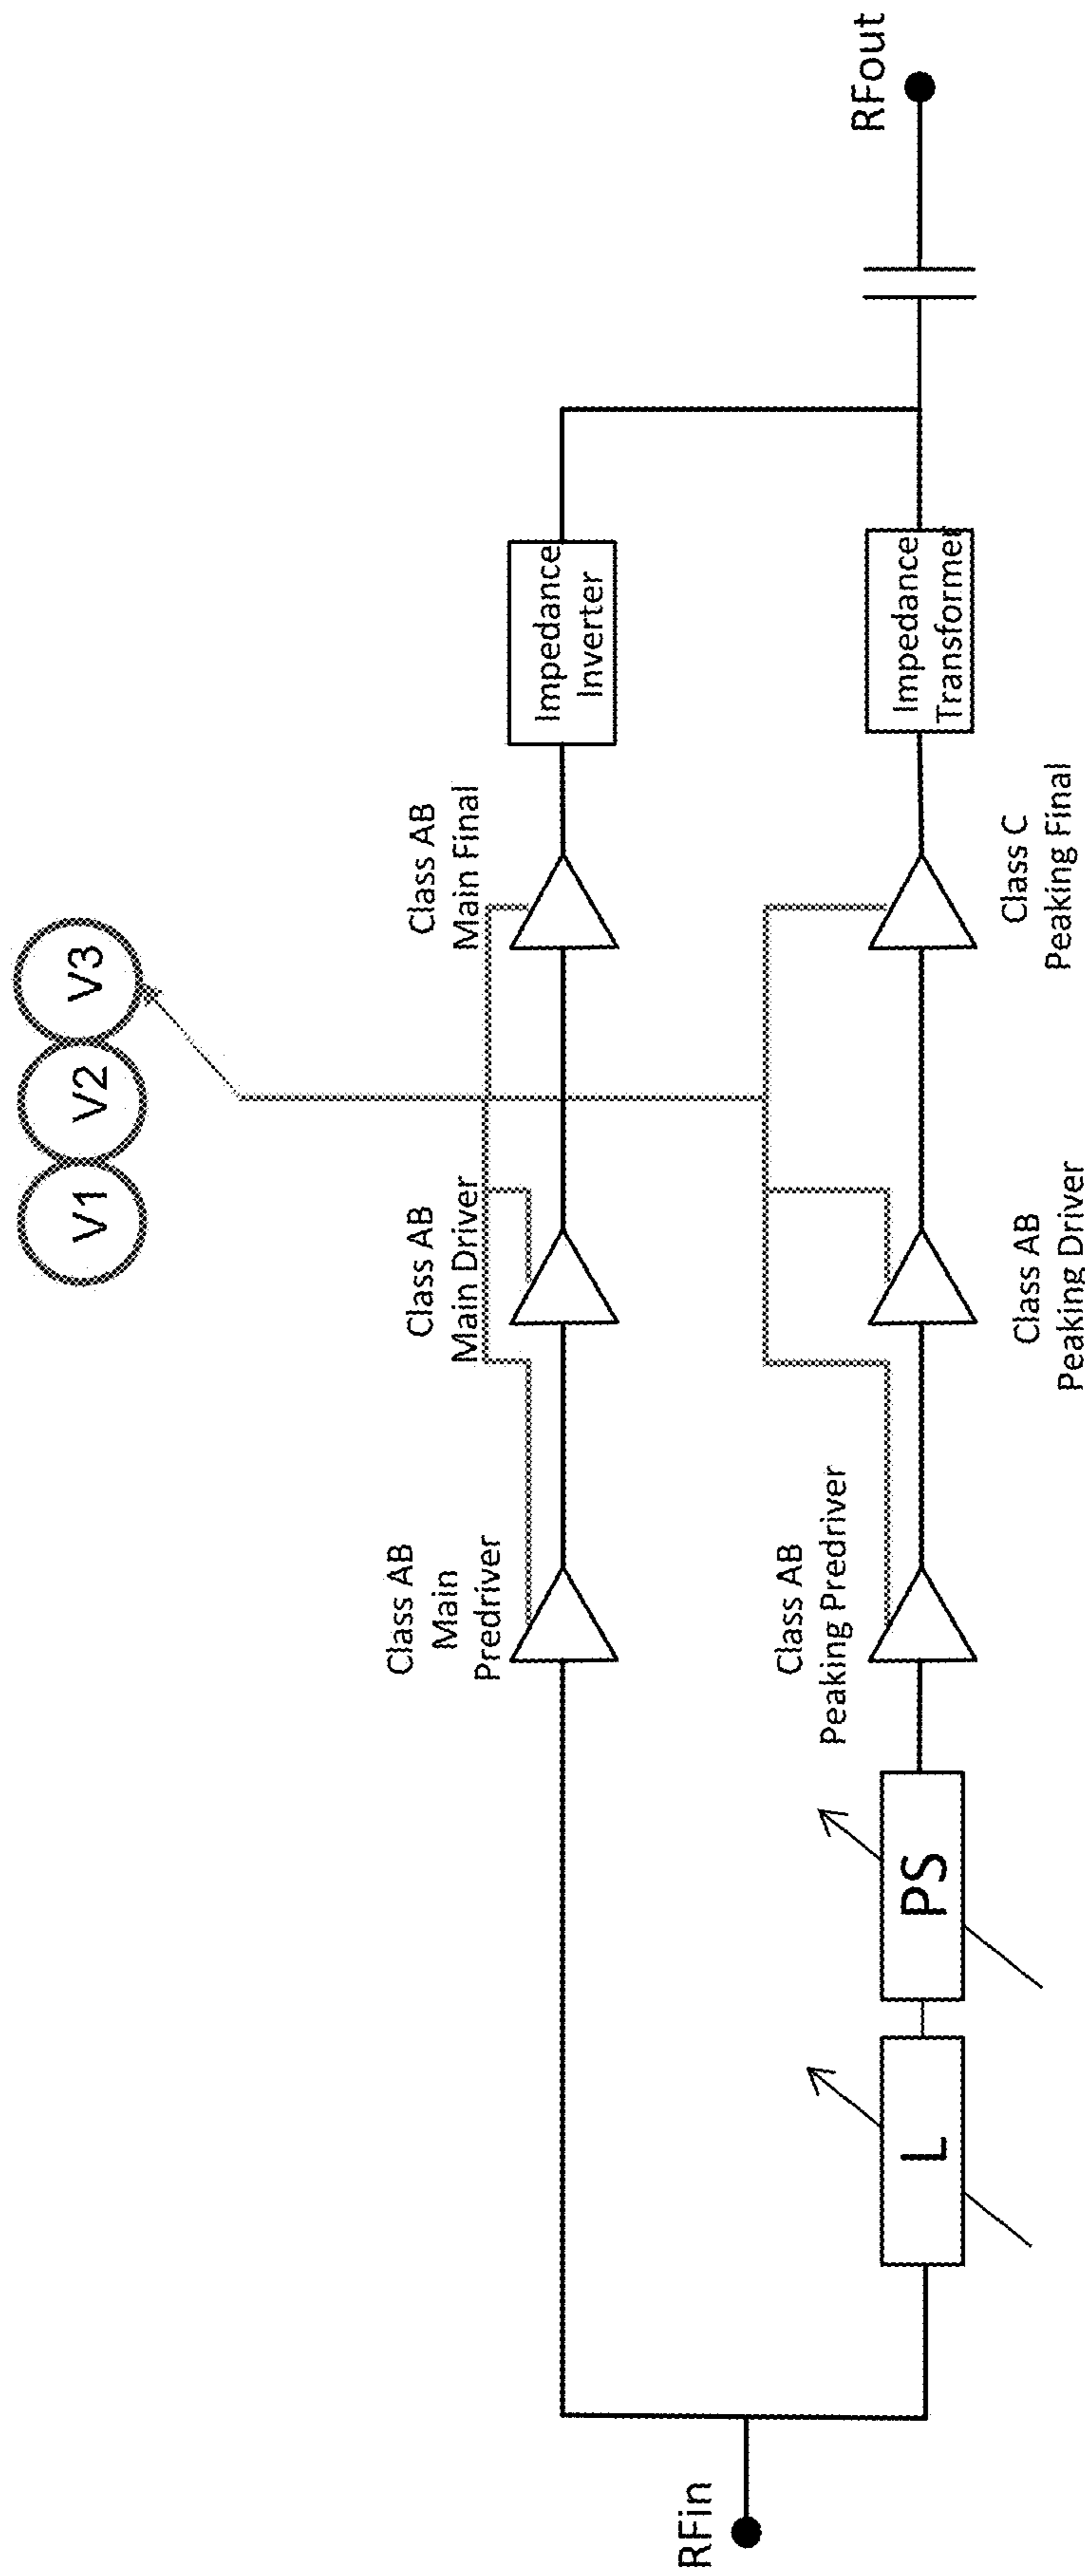 V1
V2
V3
Class AB
Main
Predriver
Class AB
Main Driver
Class AB
Main Final
Impedance
Inverter
RFin
L
PS
Class AB
Peaking Predriver
Class AB
Peaking Driver
Class C
Peaking Final
Impedance
Transformer
RFout